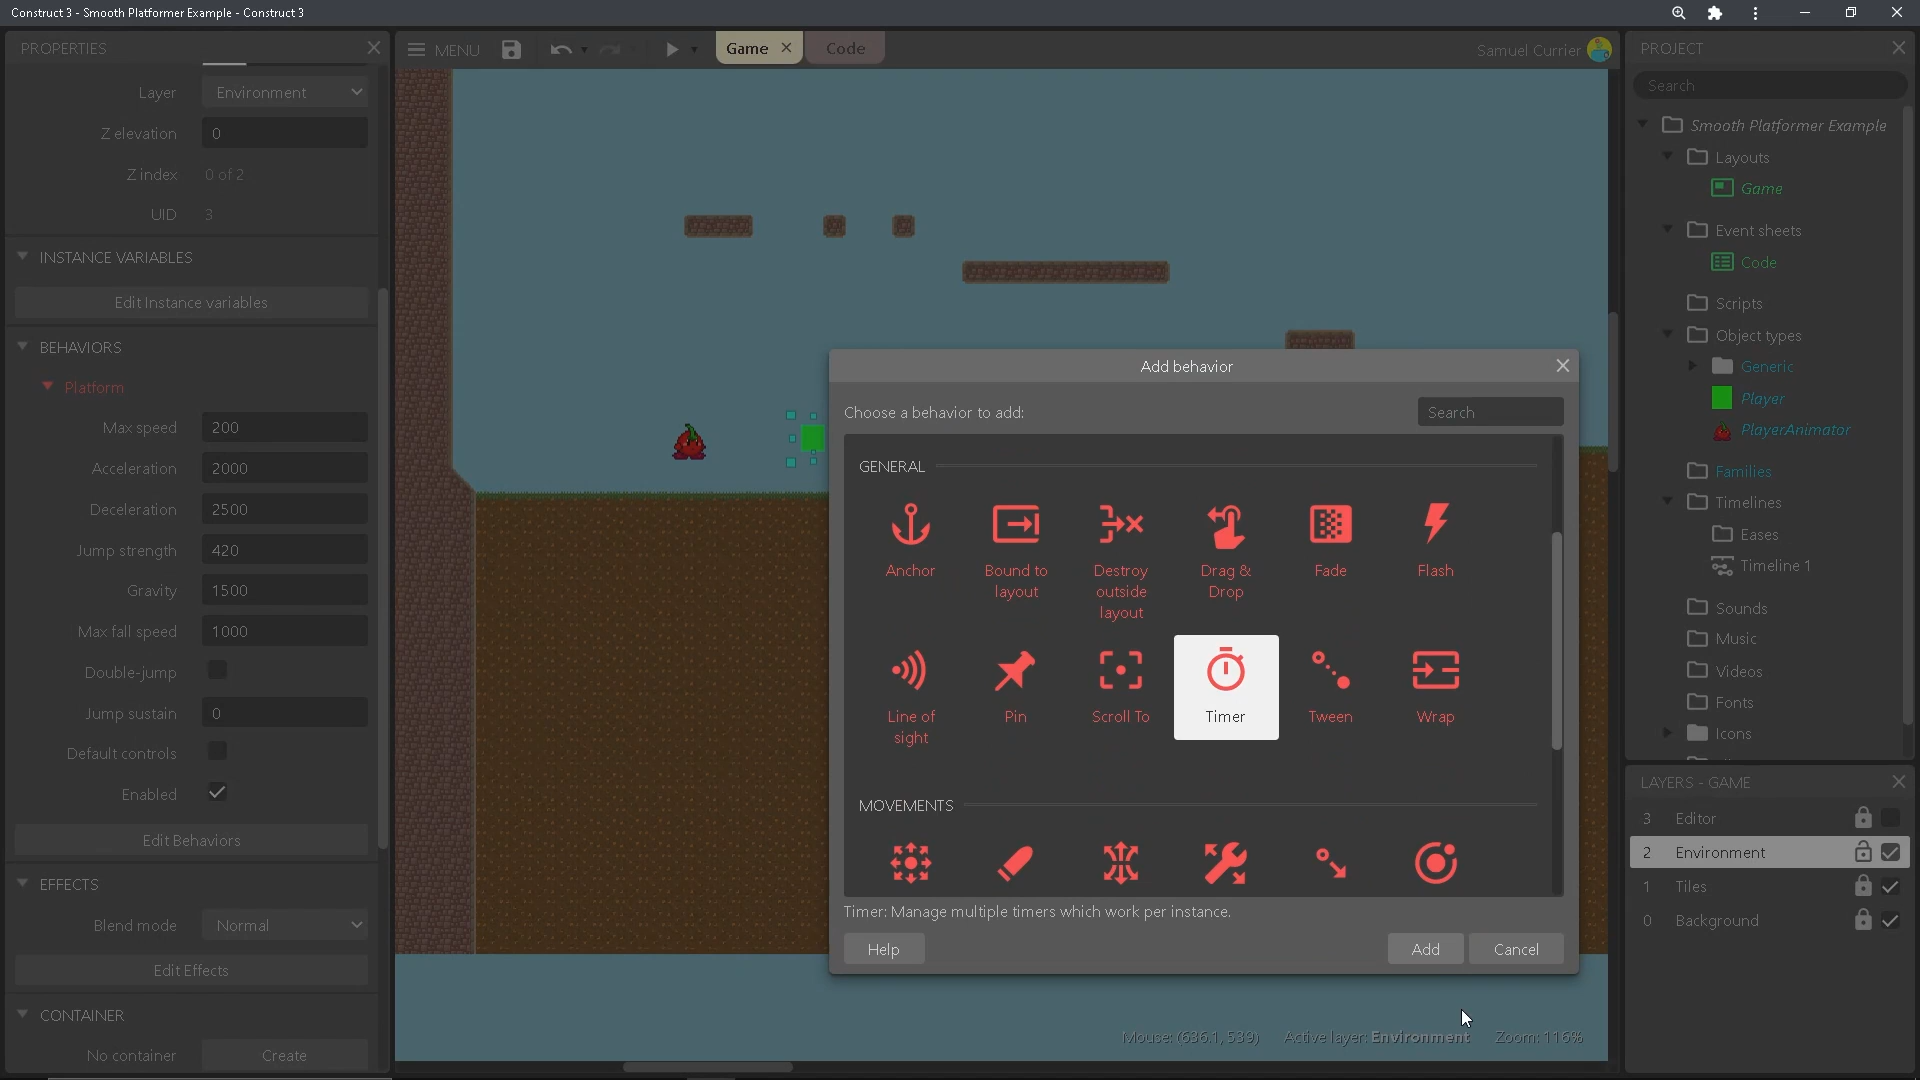 Construct 3 - Smooth Platformer Example - Construct 3
PROPERTIES
Layer Environment
Z elevation 0
Z index 0 of 2
UID 3
INSTANCE VARIABLES
Edit Instance variables
BEHAVIORS
Platform
Max speed 200
Acceleration 2000
Deceleration 2500
Jump strength 420
Gravity 1500
Max fall speed 1000
Double-jump
Jump sustain 0
Default controls
Enabled
Edit Behaviors
EFFECTS
Blend mode Normal
Edit Effects
CONTAINER
No container Create
MENU
Game
Code
Samuel Currier
Add behavior
Choose a behavior to add:
Search
GENERAL
Anchor
Bound to layout
Destroy outside layout
Drag & Drop
Fade
Flash
Line of sight
Pin
Scroll To
Timer
Tween
Wrap
MOVEMENTS
Timer: Manage multiple timers which work per instance.
Help
Add
Cancel
Mouse: (636.1, 539) Active layer: Environment Zoom: 116%
PROJECT
Search
Smooth Platformer Example
Layouts
Game
Event sheets
Code
Scripts
Object types
Generic
Player
PlayerAnimator
Families
Timelines
Eases
Timeline 1
Sounds
Music
Videos
Fonts
Icons
LAYERS - GAME
3 Editor
2 Environment
1 Tiles
0 Background